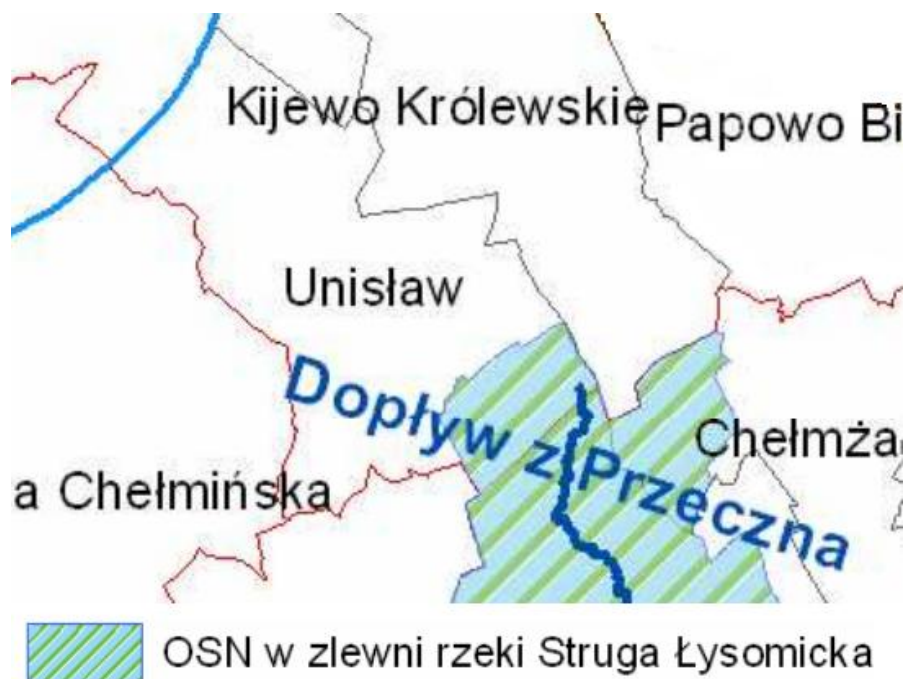 Kijewo Królewskie
Papowo Bi
Unisław
Dopływ z Przeczna
Chełmża
a Chełmińska
OSN w zlewni rzeki Struga Łysomicka